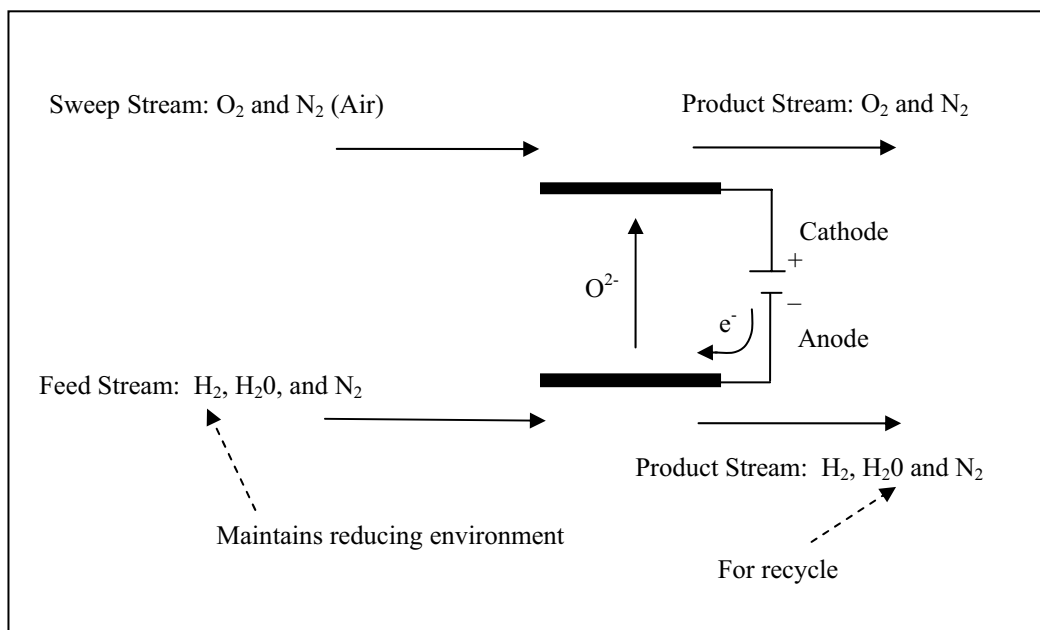 Sweep Stream: O₂ and N₂ (Air)
Product Stream: O₂ and N₂
Cathode
+
O²⁻
−
e⁻
Anode
Feed Stream: H₂, H₂0, and N₂
Product Stream: H₂, H₂0 and N₂
Maintains reducing environment
For recycle